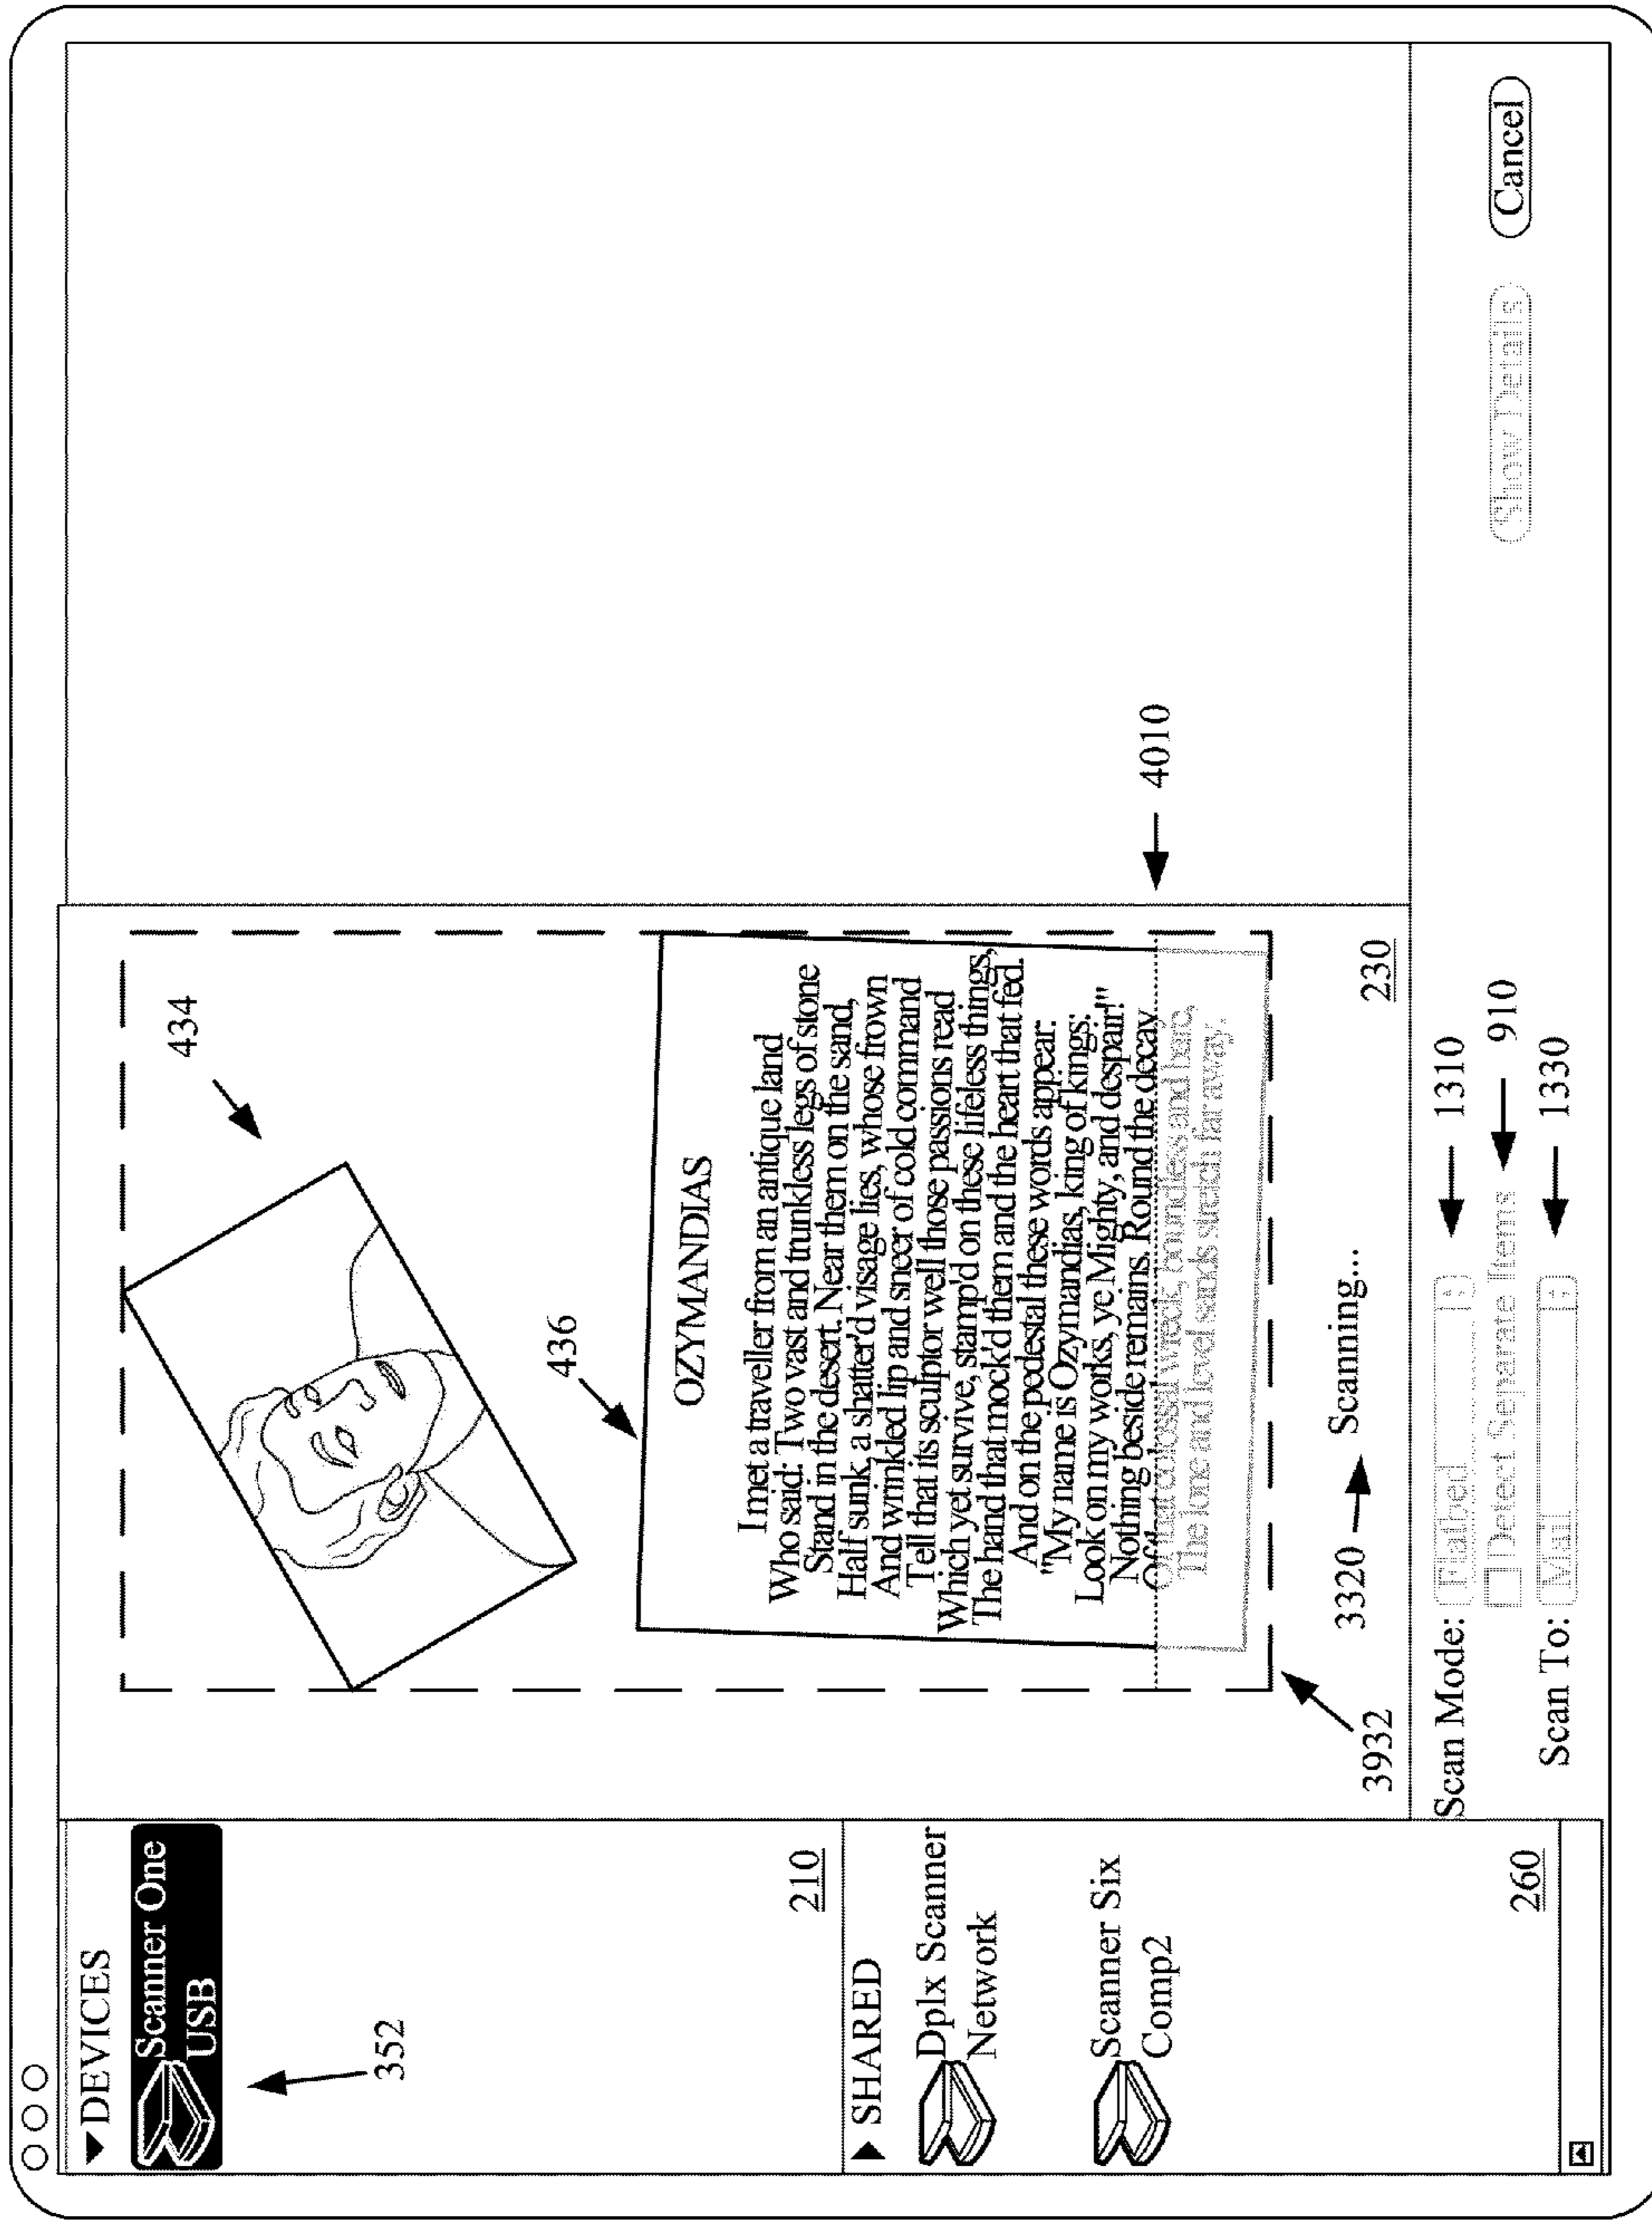 ▼DEVICES
Scanner One
USB
352
210
▶ SHARED
Dplx Scanner
Network
Scanner Six
Comp2
260
434
436
OZYMANDIAS
I met a traveller from an antique land
Who said: Two vast and trunkless legs of stone
Stand in the desert. Near them on the sand,
Half sunk, a shatter'd visage lies, whose frown
And wrinkled lip and sneer of cold command
Tell that its sculptor well those passions read
Which yet survive, stamp'd on these lifeless things,
The hand that mock'd them and the heart that fed.
And on the pedestal these words appear:
"My name is Ozymandias, king of kings:
Look on my works, ye Mighty, and despair!"
Nothing beside remains. Round the decay
Of that colossal wreck, boundless and bare,
The lone and level sands stretch far away.
4010
3932
3320
Scanning...
230
Scan Mode: Flatbed
1310
Detect Separate Items
910
Scan To: Mail
1330
Show Details
Cancel